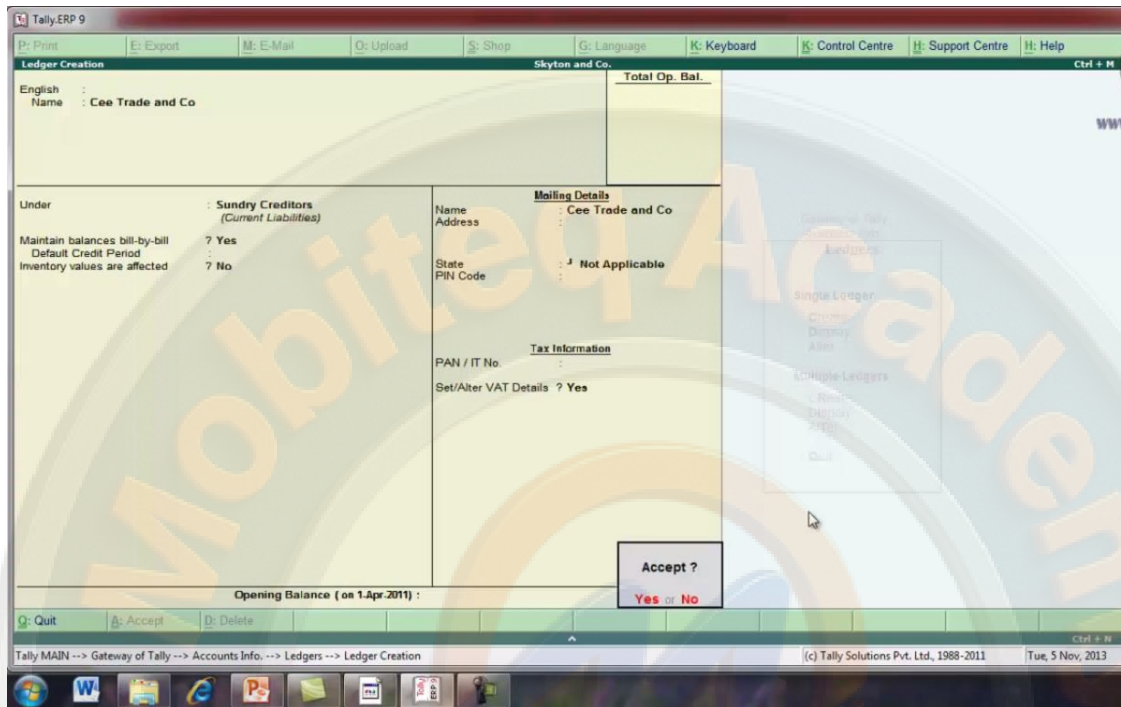 Tally.ERP 9
P: Print E: Export M: E-Mail O: Upload S: Shop G: Language K: Keyboard K: Control Centre H: Support Centre H: Help
Ledger Creation Skyton and Co. Ctrl + M
Total Op. Bal.
English :
Name : Cee Trade and Co
Under : Sundry Creditors
(Current Liabilities)
Maintain balances bill-by-bill ? Yes
Default Credit Period :
Inventory values are affected ? No
Mailing Details
Name : Cee Trade and Co
Address :
State : ┘ Not Applicable
PIN Code :
Tax Information
PAN / IT No. :
Set/Alter VAT Details ? Yes
Gateway of Tally
Ledgers
Single Ledger
Create
Display
Alter
Multiple Ledgers
Create
Display
Alter
Quit
Accept ?
Yes or No
Opening Balance ( on 1-Apr-2011) :
Q: Quit A: Accept D: Delete
Ctrl + N
Tally MAIN --> Gateway of Tally --> Accounts Info. --> Ledgers --> Ledger Creation (c) Tally Solutions Pvt. Ltd., 1988-2011 Tue, 5 Nov, 2013
Mobiteq Academ